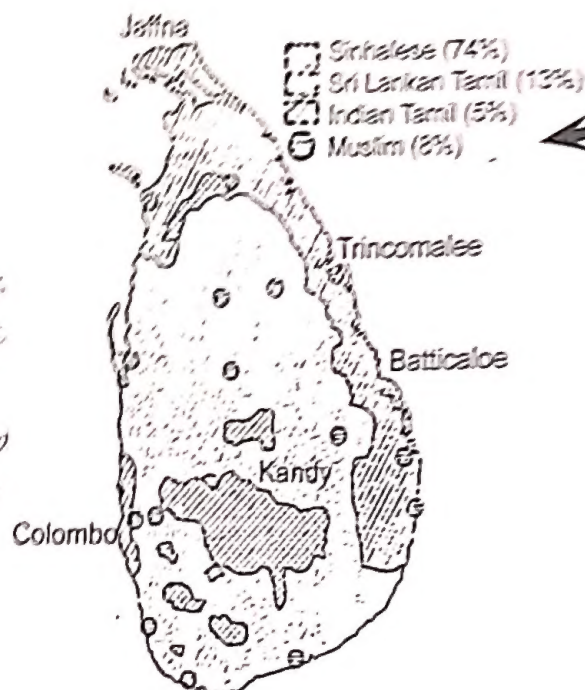 Jaffna
Sinhalese (74%)
Sri Lankan Tamil (13%)
Indian Tamil (5%)
Muslim (8%)
Trincomalee
Batticaloe
Kandy
Colombo